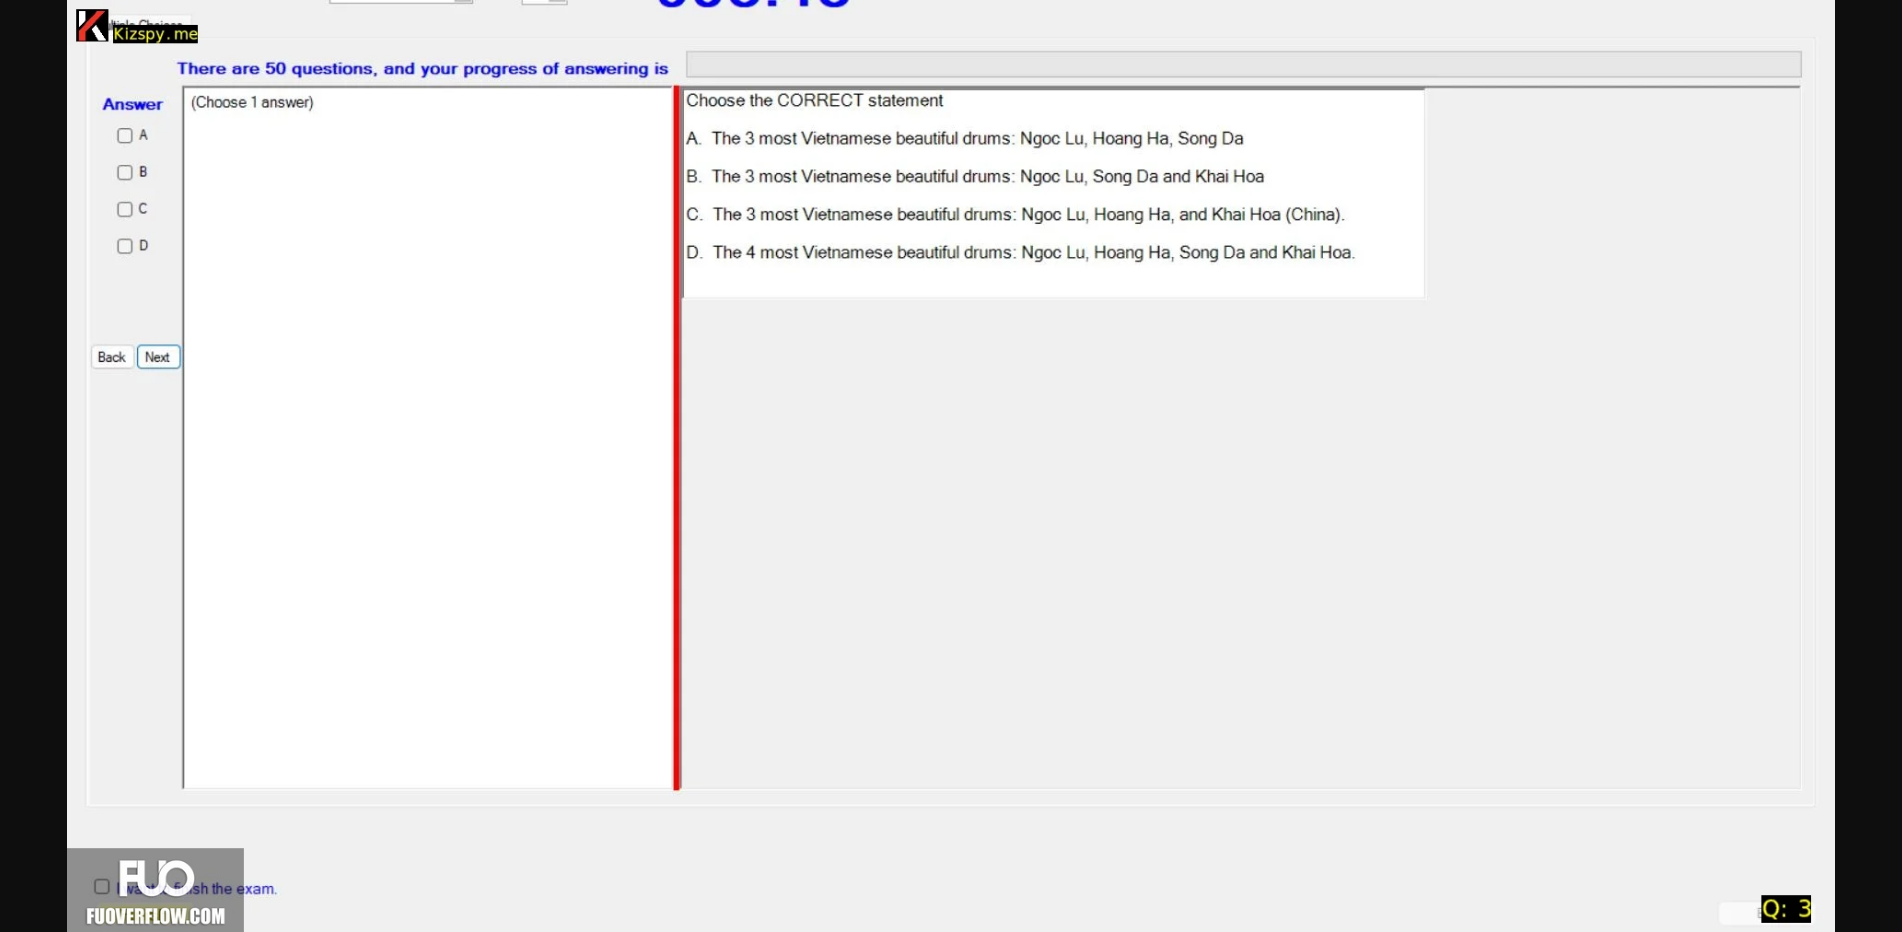 Kizspy.me
There are 50 questions, and your progress of answering is
Answer
(Choose 1 answer)
A
B
C
D
Back Next
Choose the CORRECT statement
A. The 3 most Vietnamese beautiful drums: Ngoc Lu, Hoang Ha, Song Da
B. The 3 most Vietnamese beautiful drums: Ngoc Lu, Song Da and Khai Hoa
C. The 3 most Vietnamese beautiful drums: Ngoc Lu, Hoang Ha, and Khai Hoa (China).
D. The 4 most Vietnamese beautiful drums: Ngoc Lu, Hoang Ha, Song Da and Khai Hoa.
FUO
the exam.
FUOVERFLOW.COM
Q: 3